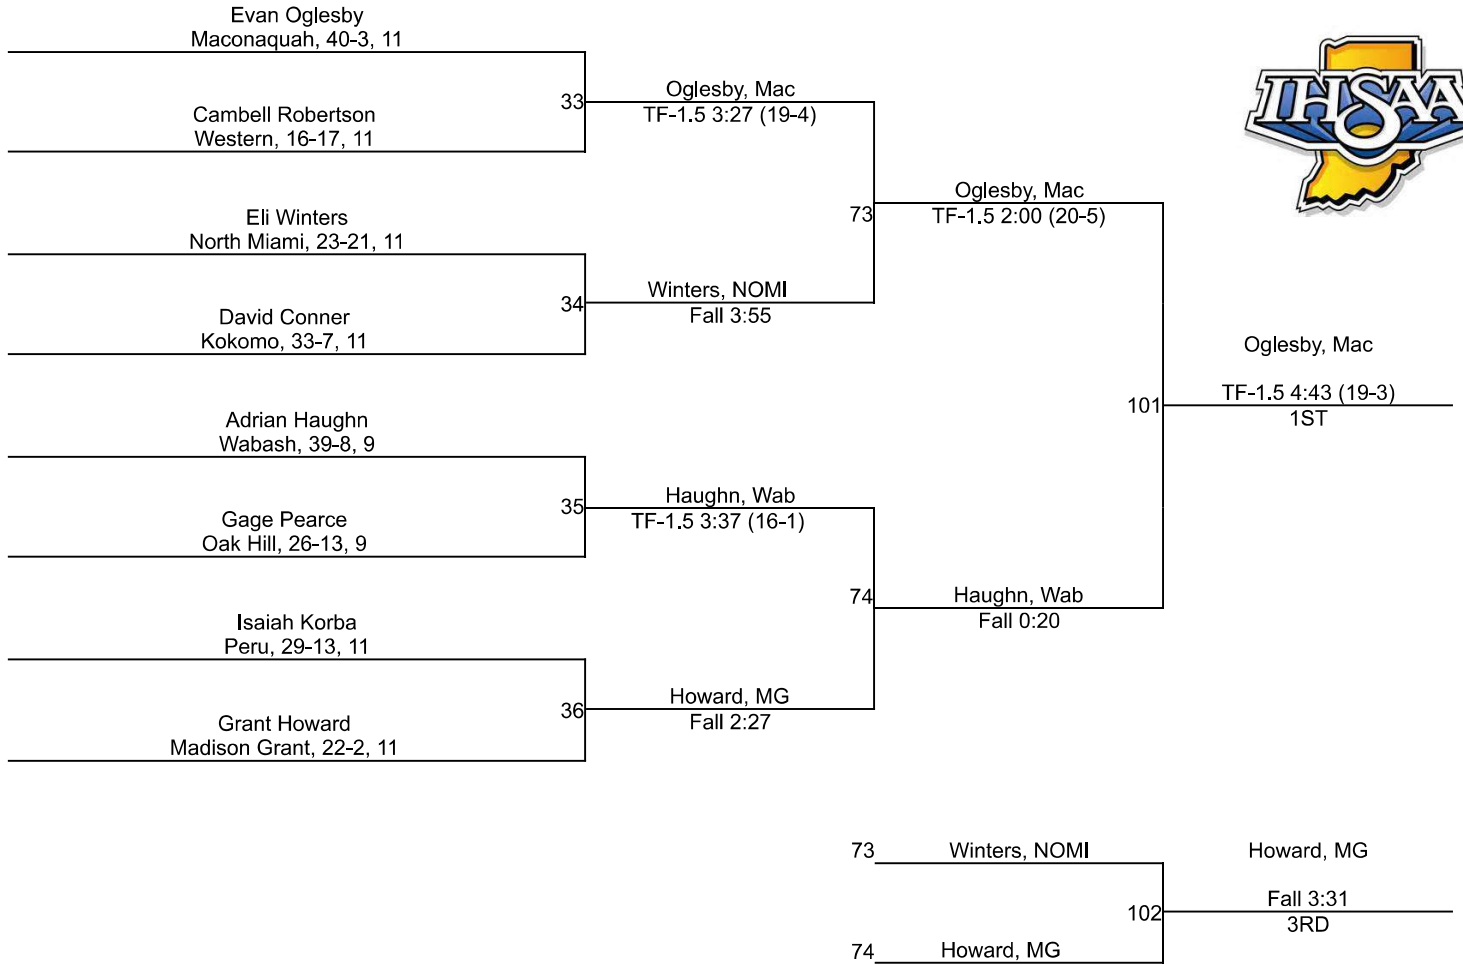 Evan Oglesby
Maconaquah, 40-3, 11
33
Cambell Robertson
Western, 16-17, 11
Oglesby, Mac
TF-1.5 3:27 (19-4)
Eli Winters
North Miami, 23-21, 11
34
David Conner
Kokomo, 33-7, 11
Winters, NOMI
Fall 3:55
73
Oglesby, Mac
TF-1.5 2:00 (20-5)
Adrian Haughn
Wabash, 39-8, 9
35
Gage Pearce
Oak Hill, 26-13, 9
Haughn, Wab
TF-1.5 3:37 (16-1)
Isaiah Korba
Peru, 29-13, 11
36
Grant Howard
Madison Grant, 22-2, 11
Howard, MG
Fall 2:27
74
Haughn, Wab
Fall 0:20
101
Oglesby, Mac
TF-1.5 4:43 (19-3)
1ST
IHSAA
73
Winters, NOMI
102
74
Howard, MG
Howard, MG
Fall 3:31
3RD